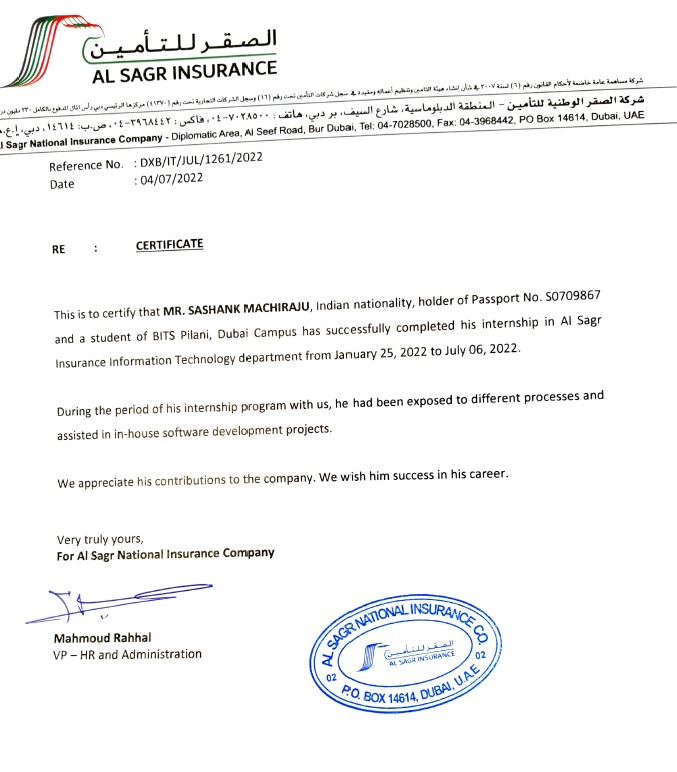 الصقر للتأمين
AL SAGR INSURANCE
شركة مساهمة عامة خاضعة لأحكام القانون رقم (٦) لسنة ٢٠٠٧ في شأن إنشاء هيئة التأمين وتنظيم أعماله ومقيدة في سجل شركات التأمين تحت رقم (١٦) وسجل الشركات التجارية تحت رقم (٤١٣٧٠) مركزها الرئيسي دبي رأس المال المدفوع بالكامل ٢٣٠ مليون
شركة الصقر الوطنية للتأمين - المنطقة الدبلوماسية، شارع السيف، بر دبي، هاتف: ٧٠٢٨٥٠٠-٠٤، فاكس: ٣٩٦٨٤٤٢-٠٤، ص.ب: ١٤٦١٤، دبي، إ.ع.
Sagr National Insurance Company - Diplomatic Area, Al Seef Road, Bur Dubai, Tel: 04-7028500, Fax: 04-3968442, PO Box 14614, Dubai, UAE
Reference No. : DXB/IT/JUL/1261/2022
Date : 04/07/2022
RE : CERTIFICATE
This is to certify that MR. SASHANK MACHIRAJU, Indian nationality, holder of Passport No. S0709867
and a student of BITS Pilani, Dubai Campus has successfully completed his internship in Al Sagr
Insurance Information Technology department from January 25, 2022 to July 06, 2022.
During the period of his internship program with us, he had been exposed to different processes and
assisted in in-house software development projects.
We appreciate his contributions to the company. We wish him success in his career.
Very truly yours,
For Al Sagr National Insurance Company
Mahmoud Rahhal
VP – HR and Administration
AL SAGR NATIONAL INSURANCE CO.
الصقر للتأمين
AL SAGR INSURANCE
02 02
P.O. BOX 14614, DUBAI, U.A.E